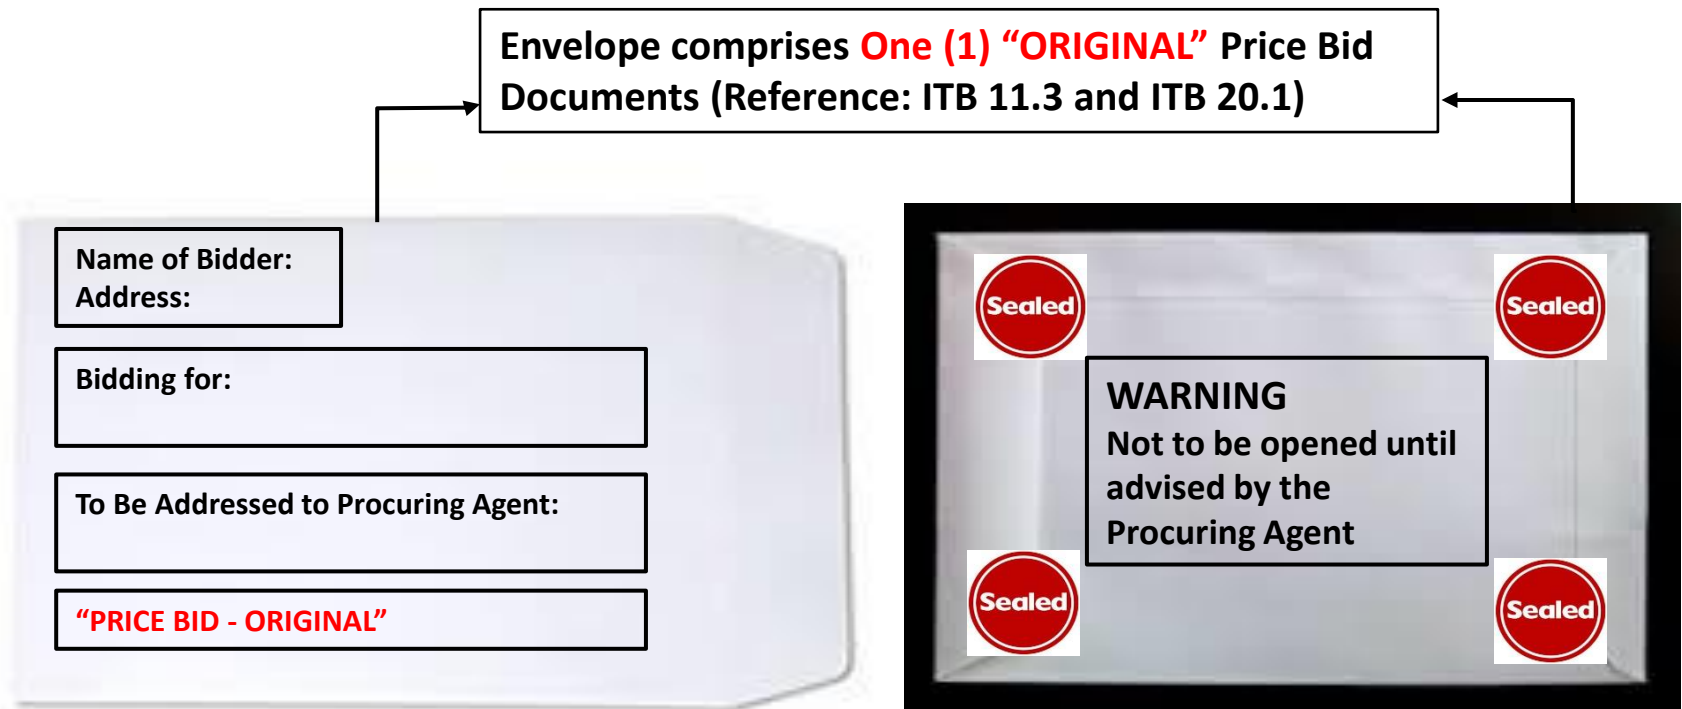 Envelope comprises One (1) “ORIGINAL” Price Bid
Documents (Reference: ITB 11.3 and ITB 20.1)
Name of Bidder:
Address:
Bidding for:
To Be Addressed to Procuring Agent:
“PRICE BID - ORIGINAL”
Sealed
Sealed
WARNING
Not to be opened until
advised by the
Procuring Agent
Sealed
Sealed